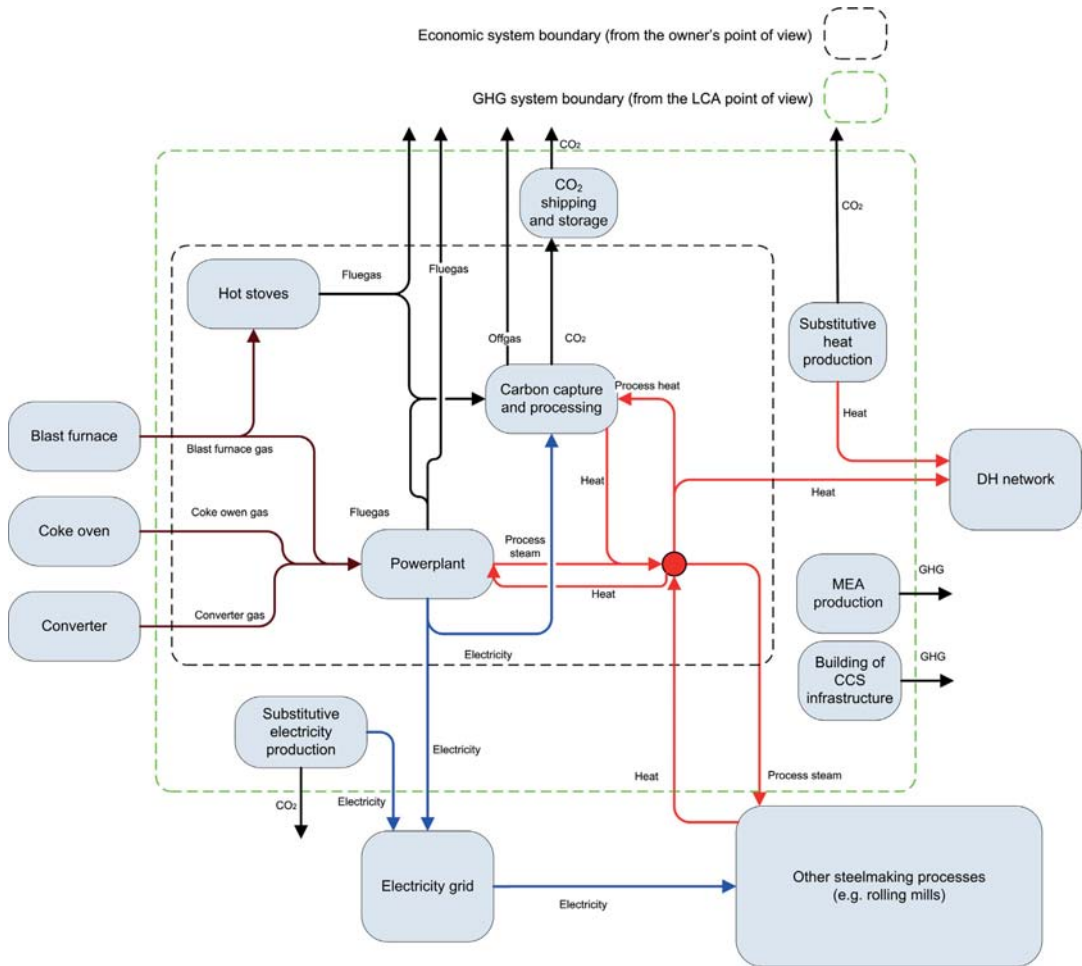 Economic system boundary (from the owner's point of view)
GHG system boundary (from the LCA point of view)
CO₂
CO₂
shipping
and storage
CO₂
Fluegas
Fluegas
Hot stoves
Offgas
CO₂
Substitutive
heat
production
Carbon capture
and processing
Process heat
Heat
Blast furnace
Blast furnace gas
Heat
Heat
DH network
Coke oven
Coke owen gas
Fluegas
Powerplant
Process
steam
Heat
MEA
production
GHG
Converter
Converter gas
Electricity
Building of
CCS
infrastructure
GHG
Substitutive
electricity
production
Electricity
Heat
Process steam
CO₂
Electricity
Electricity grid
Electricity
Other steelmaking processes
(e.g. rolling mills)